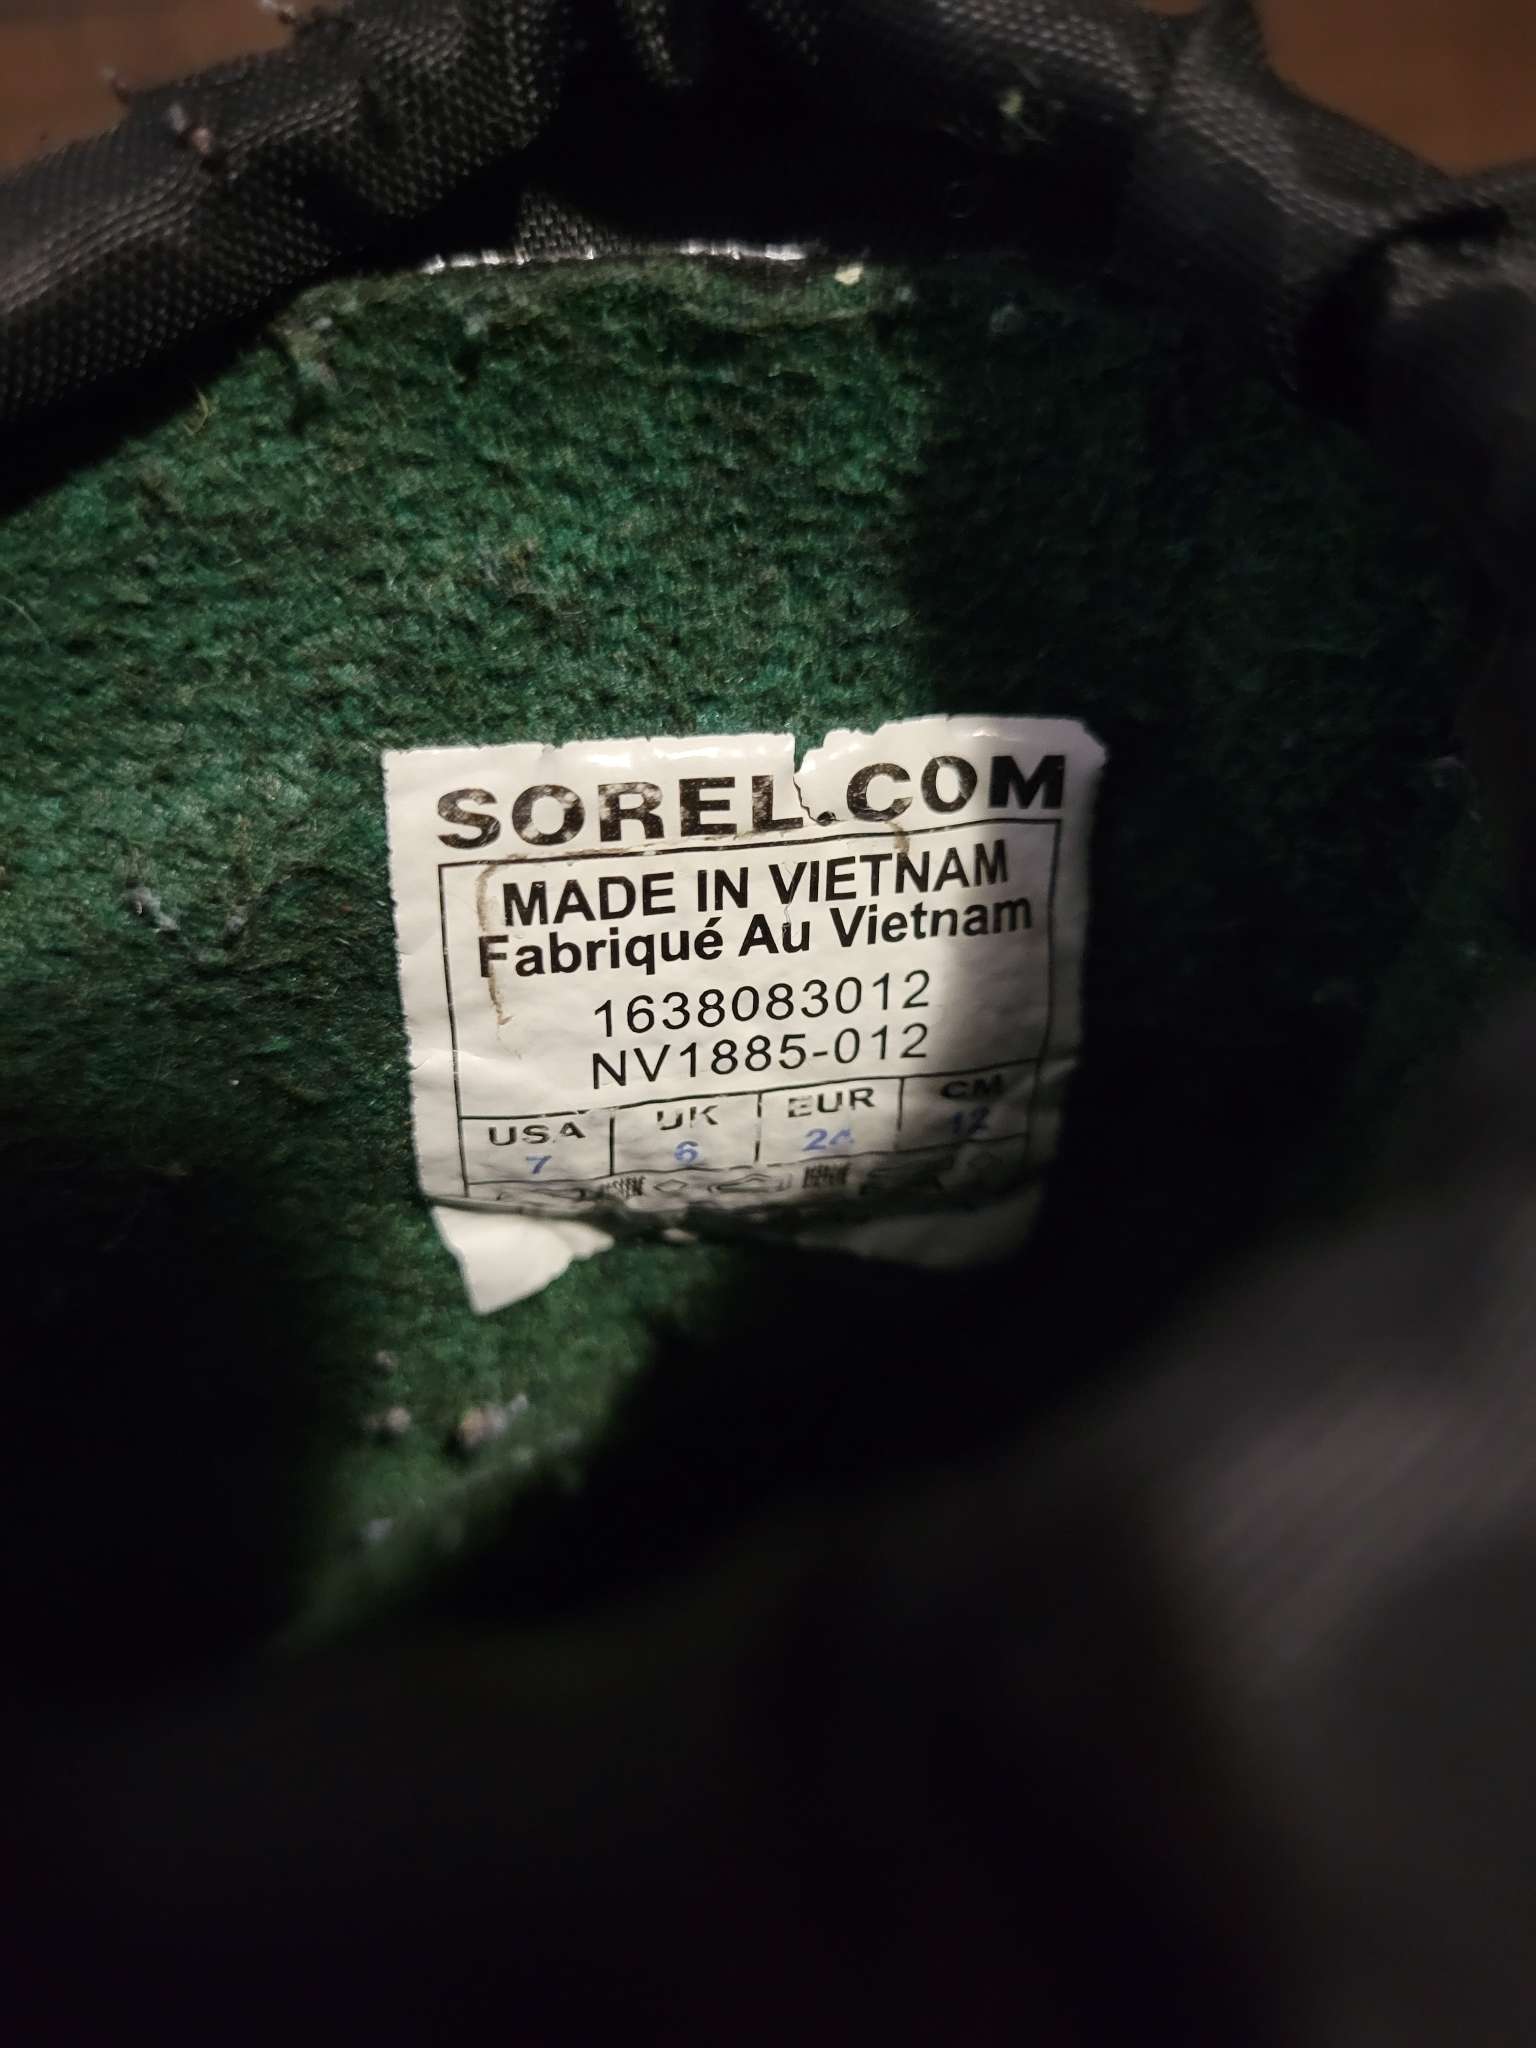 SOREL.COM
MADE IN VIETNAM
Fabriqué Au Vietnam
1638083012
NV1885-012
USA UK EUR CM
7 6 24 12